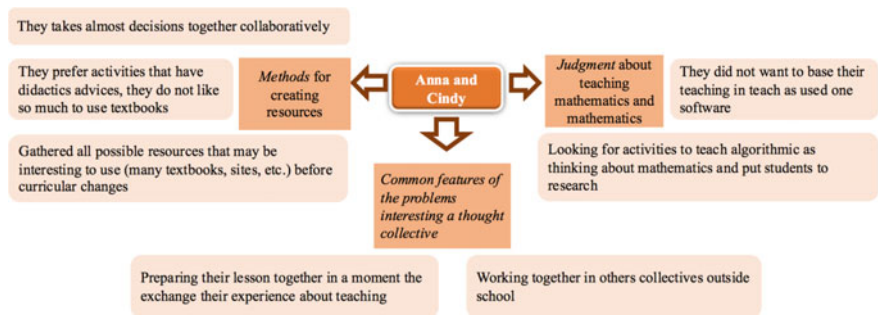 They takes almost decisions together collaboratively
They prefer activities that have
didactics advices, they do not like
so much to use textbooks
Methods for
creating
resources
Gathered all possible resources that may be
interesting to use (many textbooks, sites, etc.) before
curricular changes
Anna and
Cindy
Judgment about
teaching
mathematics and
mathematics
They did not want to base their
teaching in teach as used one
software
Looking for activities to teach algorithmic as
thinking about mathematics and put students to
research
Common features of
the problems
interesting a thought
collective
Preparing their lesson together in a moment the
exchange their experience about teaching
Working together in others collectives outside
school